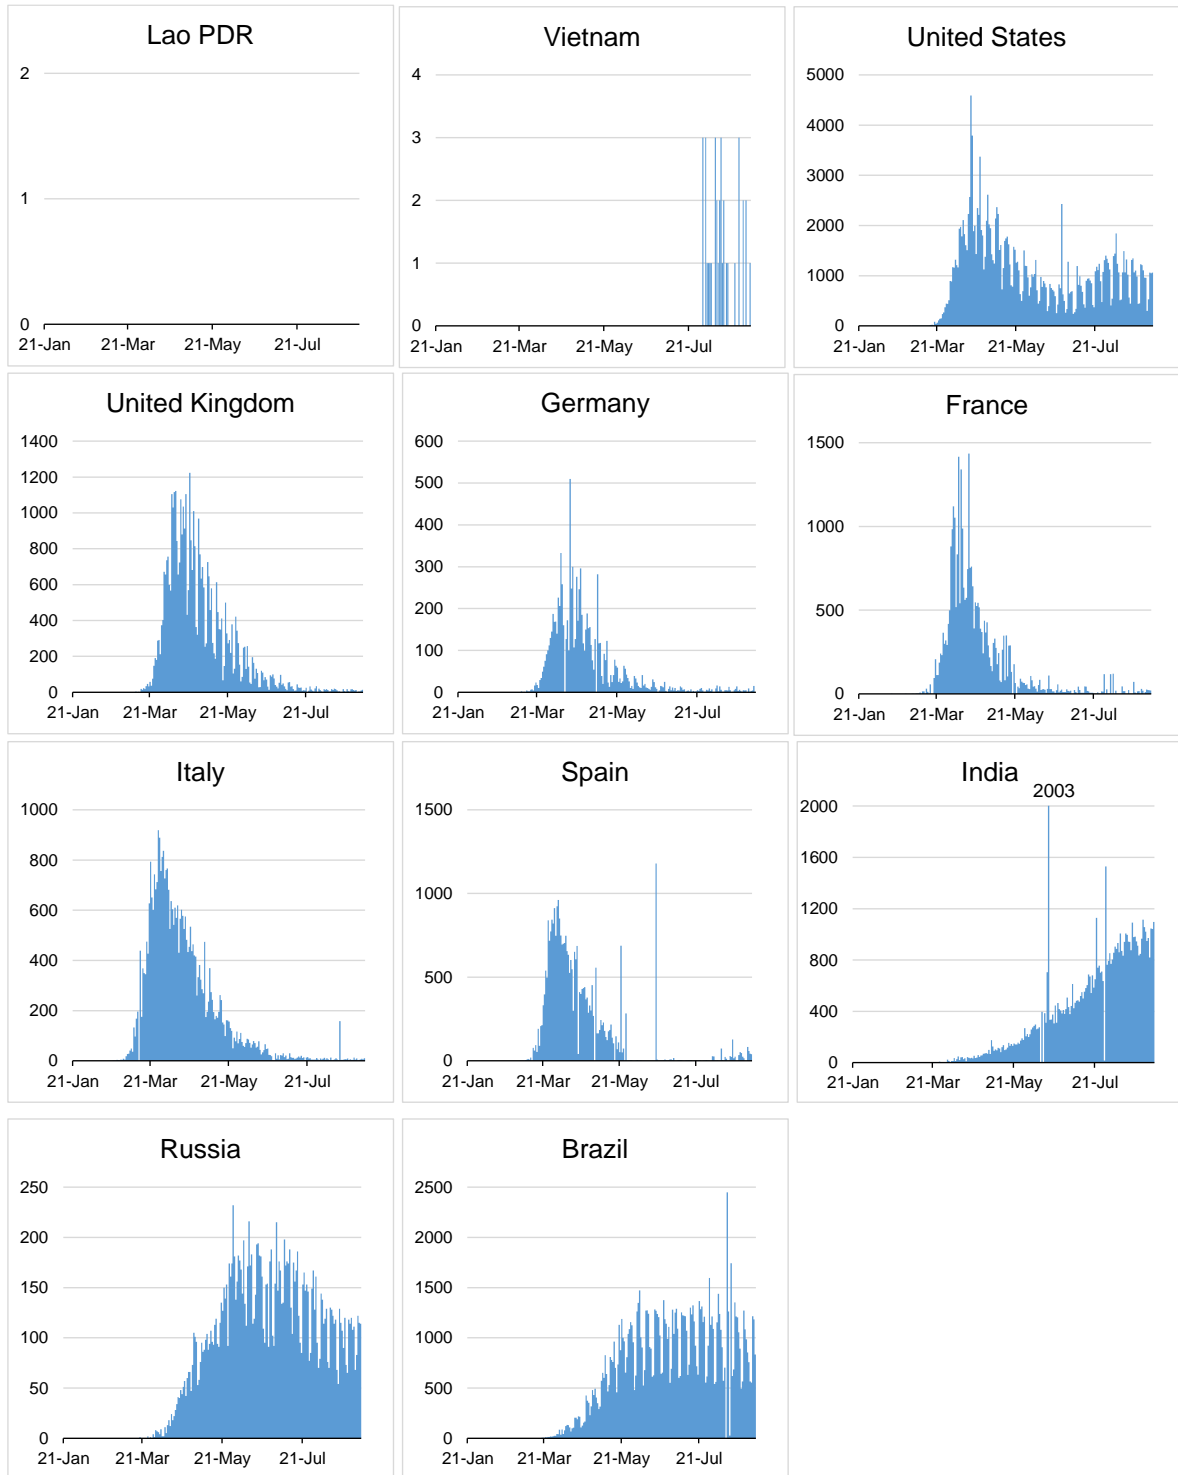 Lao PDR
2
1
0
21-Jan 21-Mar 21-May 21-Jul
Vietnam
4
3
2
1
0
21-Jan 21-Mar 21-May 21-Jul
United States
5000
4000
3000
2000
1000
0
21-Jan 21-Mar 21-May 21-Jul
United Kingdom
1400
1200
1000
800
600
400
200
0
21-Jan 21-Mar 21-May 21-Jul
Germany
600
500
400
300
200
100
0
21-Jan 21-Mar 21-May 21-Jul
France
1500
1000
500
0
21-Jan 21-Mar 21-May 21-Jul
Italy
1000
800
600
400
200
0
21-Jan 21-Mar 21-May 21-Jul
Spain
1500
1000
500
0
21-Jan 21-Mar 21-May 21-Jul
India
2003
2000
1600
1200
800
400
0
21-Jan 21-Mar 21-May 21-Jul
Russia
250
200
150
100
50
0
21-Jan 21-Mar 21-May 21-Jul
Brazil
2500
2000
1500
1000
500
0
21-Jan 21-Mar 21-May 21-Jul